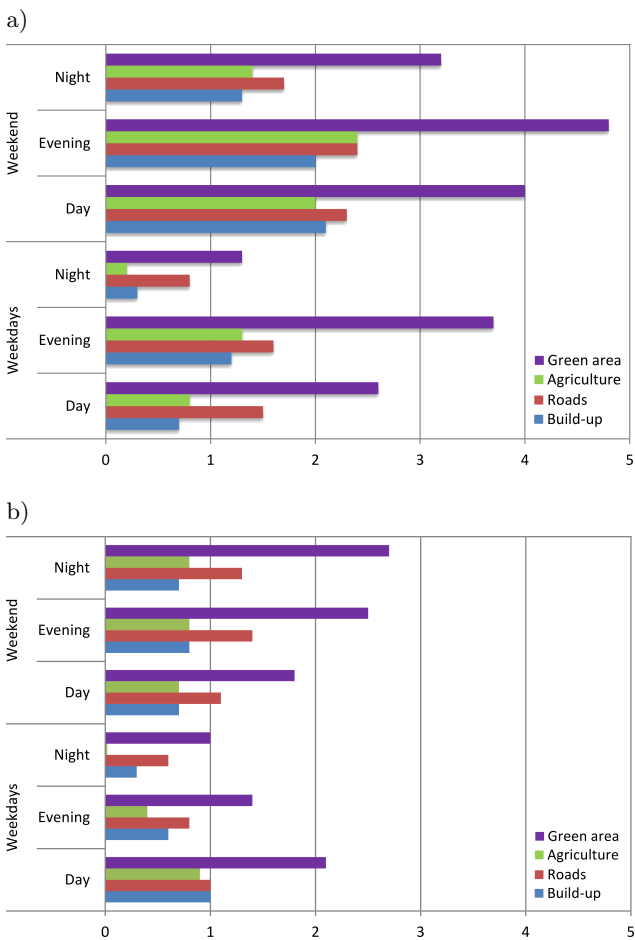 a)
Weekend
Night
Evening
Day
Weekdays
Night
Evening
Day
Green area
Agriculture
Roads
Build-up
0 1 2 3 4 5
b)
Weekend
Night
Evening
Day
Weekdays
Night
Evening
Day
Green area
Agriculture
Roads
Build-up
0 1 2 3 4 5